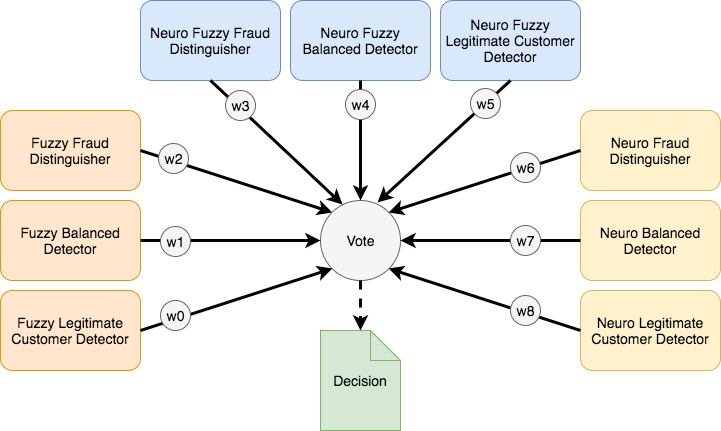 Neuro Fuzzy Fraud
Distinguisher
Neuro Fuzzy
Balanced Detector
Neuro Fuzzy
Legitimate Customer
Detector
w3
w4
w5
Fuzzy Fraud
Distinguisher
w2
w6
Neuro Fraud
Distinguisher
Fuzzy Balanced
Detector
w1
Vote
w7
Neuro Balanced
Detector
Fuzzy Legitimate
Customer Detector
w0
w8
Neuro Legitimate
Customer Detector
Decision